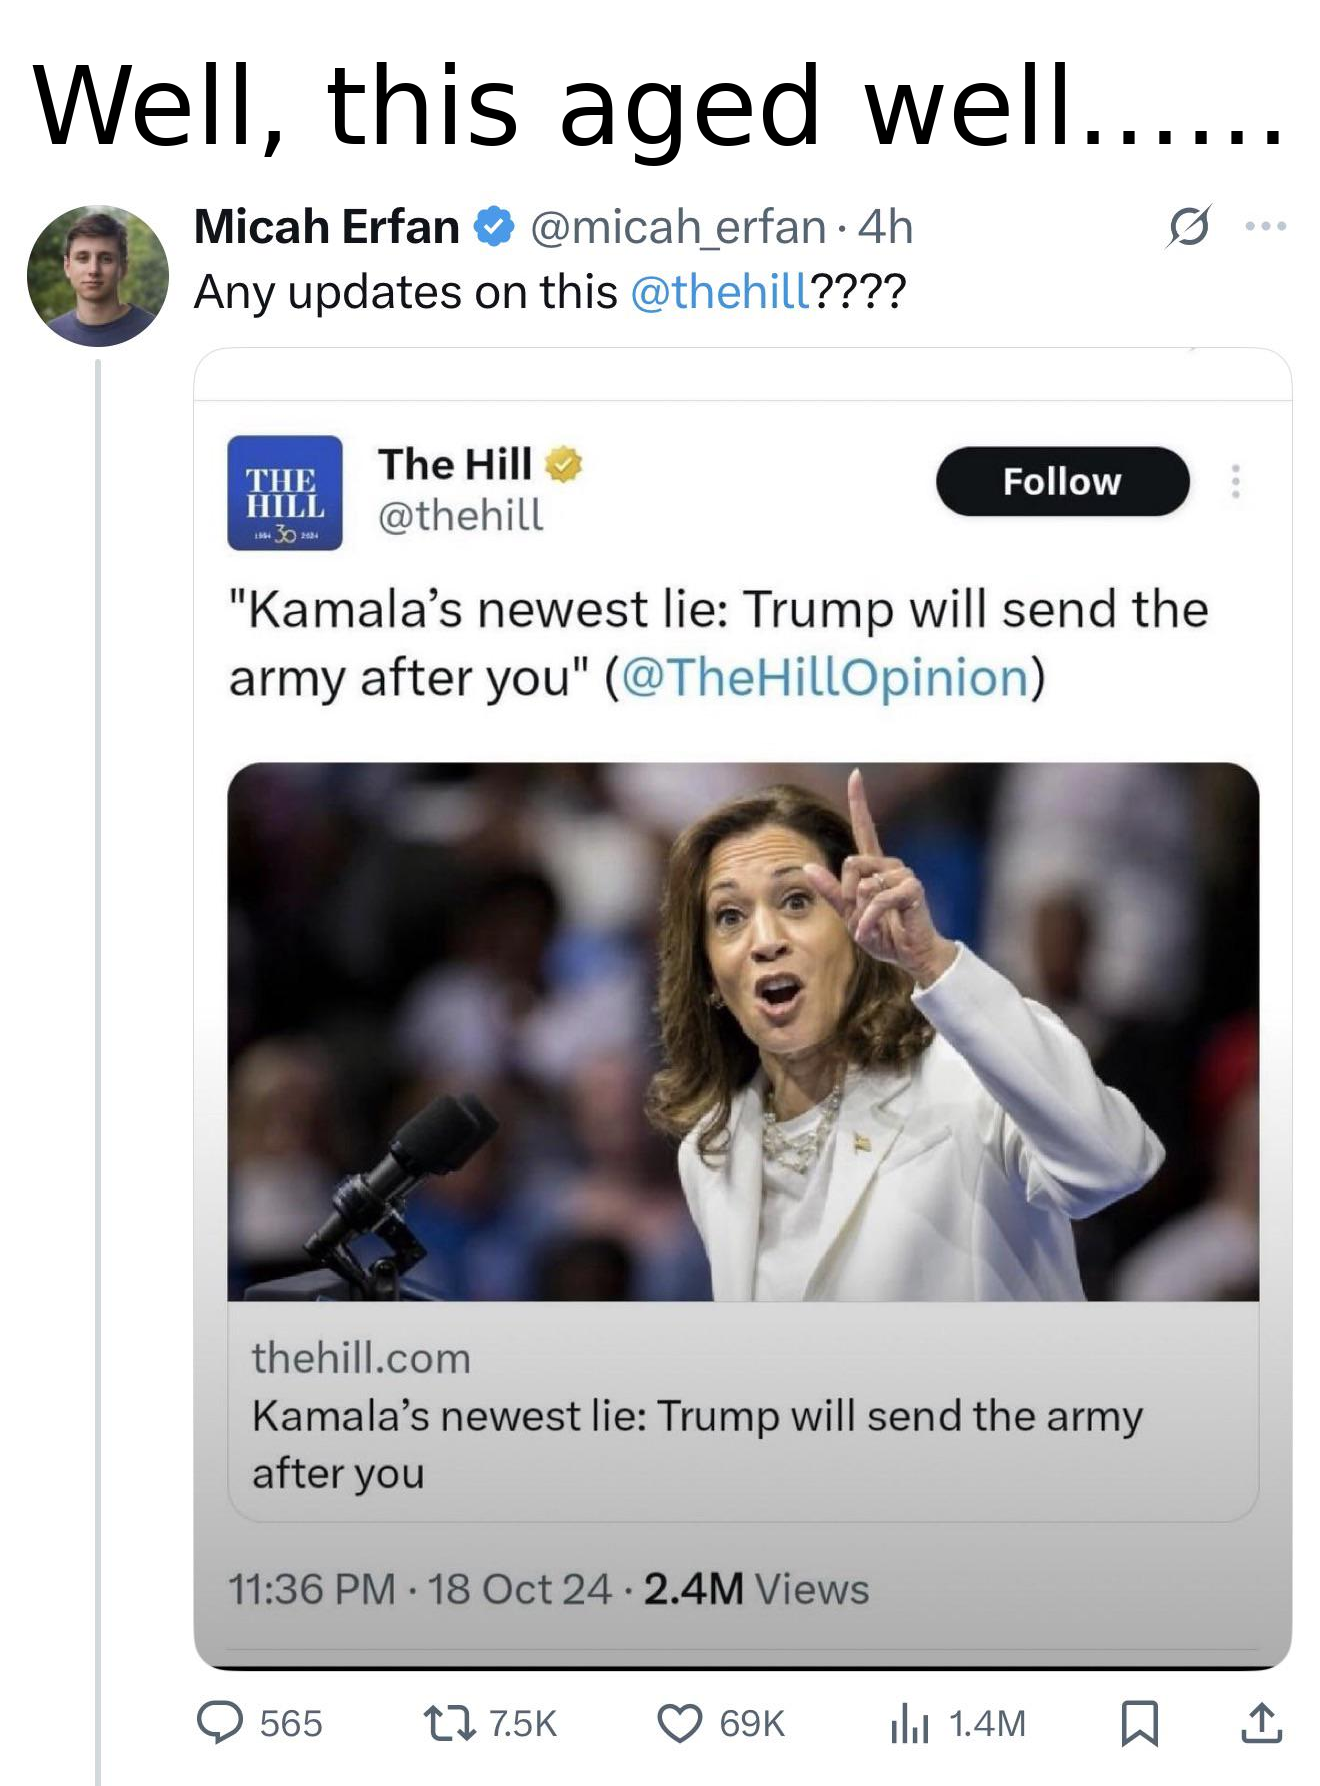 Well, this aged well......
Micah Erfan @micah_erfan · 4h
Any updates on this @thehill????
THE
HILL
1994 30 2024
The Hill
@thehill
Follow
"Kamala’s newest lie: Trump will send the
army after you" (@TheHillOpinion)
thehill.com
Kamala’s newest lie: Trump will send the army
after you
11:36 PM · 18 Oct 24 · 2.4M Views
565 7.5K 69K 1.4M